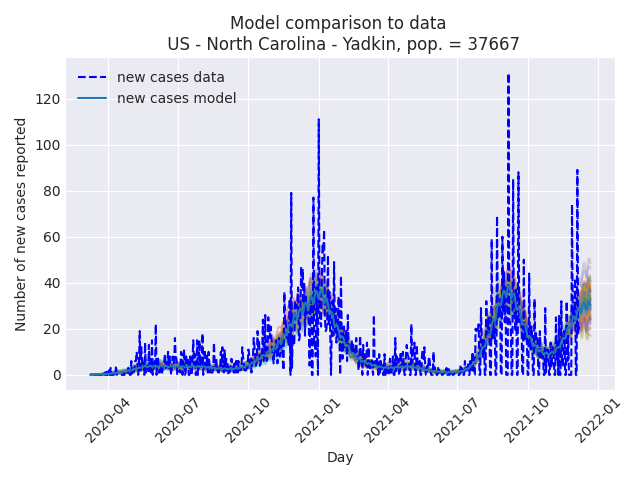 Model comparison to data
US - North Carolina - Yadkin, pop. = 37667
new cases data
new cases model
Number of new cases reported
120
100
80
60
40
20
0
2020-04
2020-07
2020-10
2021-01
2021-04
2021-07
2021-10
2022-01
Day